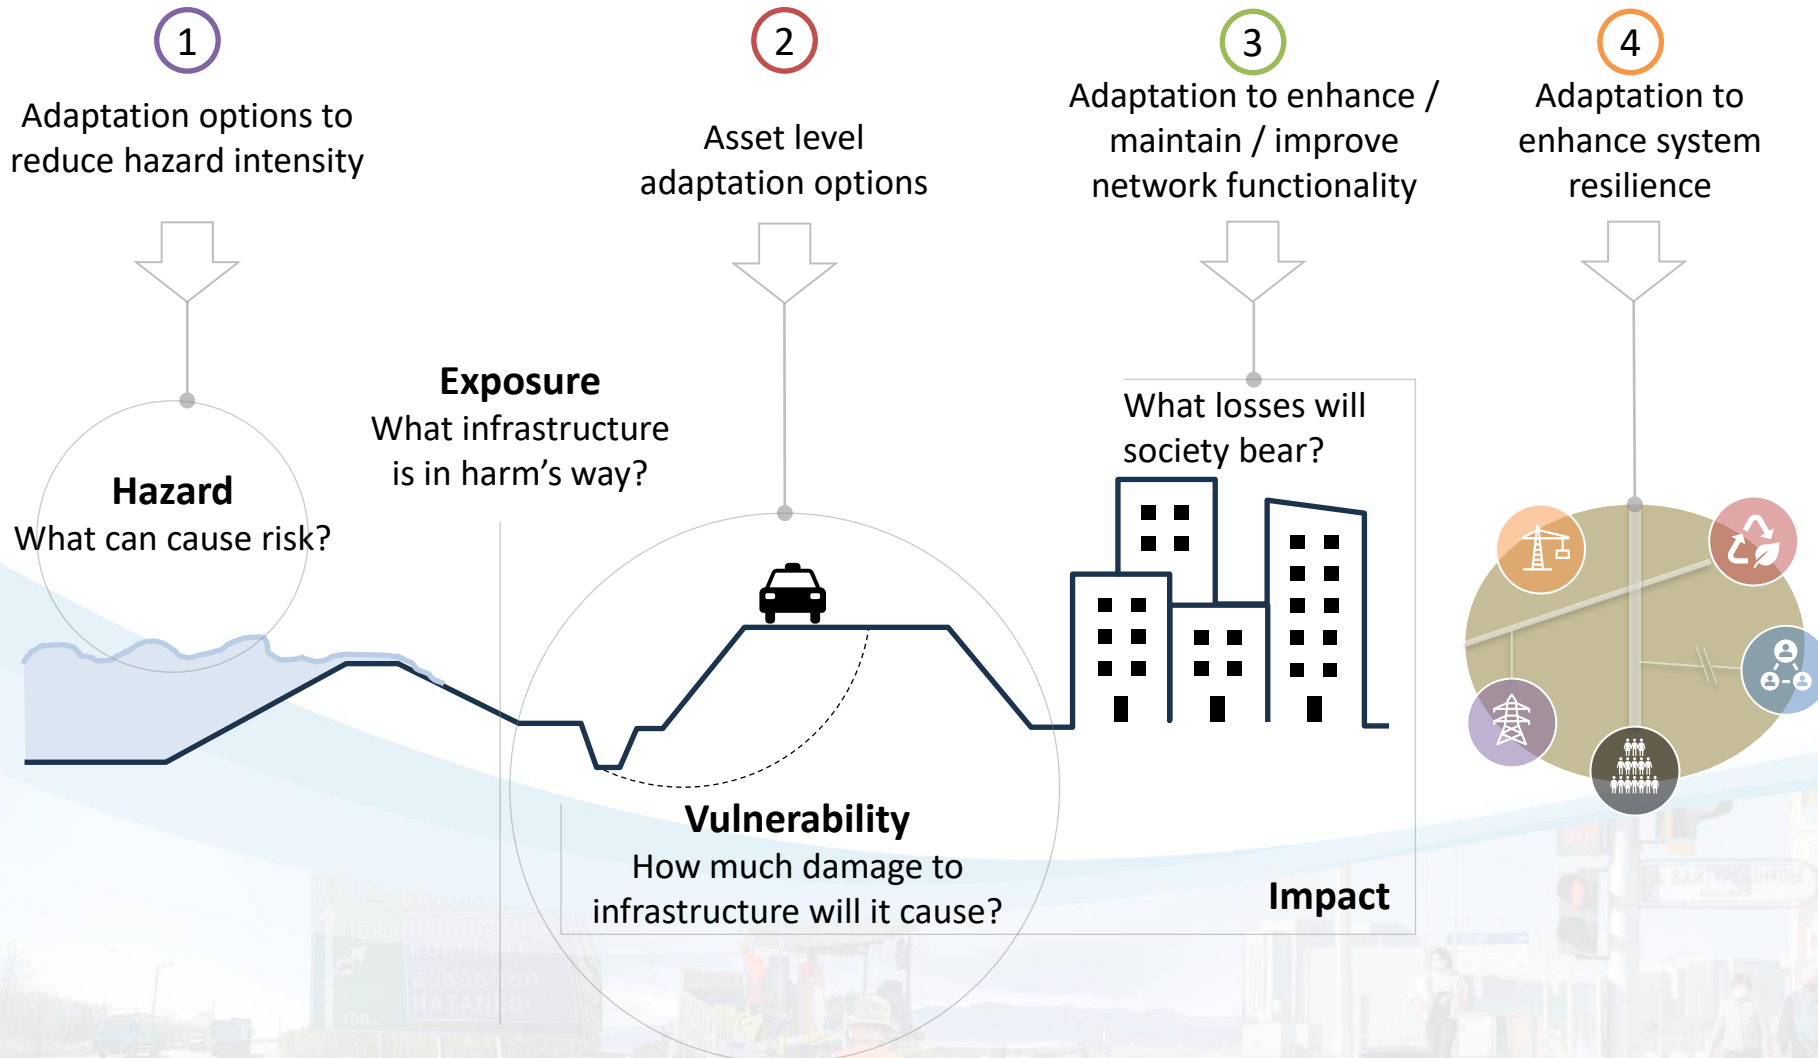 1
Adaptation options to
reduce hazard intensity
2
Asset level
adaptation options
3
Adaptation to enhance /
maintain / improve
network functionality
4
Adaptation to
enhance system
resilience
Exposure
What infrastructure
is in harm’s way?
Hazard
What can cause risk?
What losses will
society bear?
Vulnerability
How much damage to
infrastructure will it cause?
Impact
KOBULETI
NATANEBI